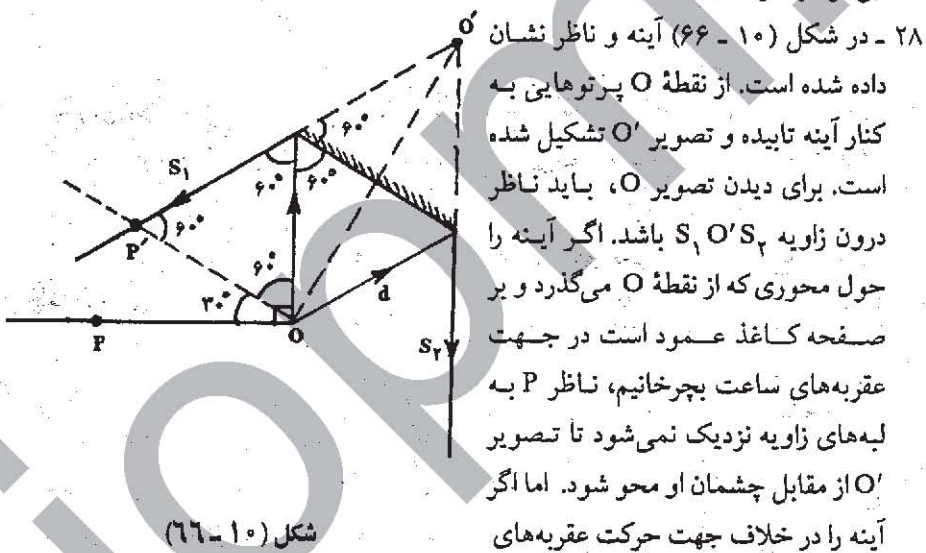 ۲۸ ـ در شکل (۱۰ ـ ۶۶) آینه و ناظر نشان
داده شده است. از نقطهٔ O پرتوهایی به
کنار آینه تابیده و تصویر O′ تشکیل شده
است. برای دیدن تصویر O، باید ناظر
درون زاویه S₁O′S₂ باشد. اگر آینه را
حول محوری که از نقطهٔ O می‌گذرد و بر
صفحه کاغذ عمود است در جهت
عقربه‌های ساعت بچرخانیم، ناظر P به
لبه‌های زاویه نزدیک نمی‌شود تا تصویر
O′ از مقابل چشمان او محو شود. اما اگر
آینه را در خلاف جهت حرکت عقربه‌های
O′
۶۰°
S₁
۶۰°
۶۰°
۶۰°
P′
۶۰°
۳۰°
d
P
O
S₂
شکل (۱۰ ـ ۶۶)